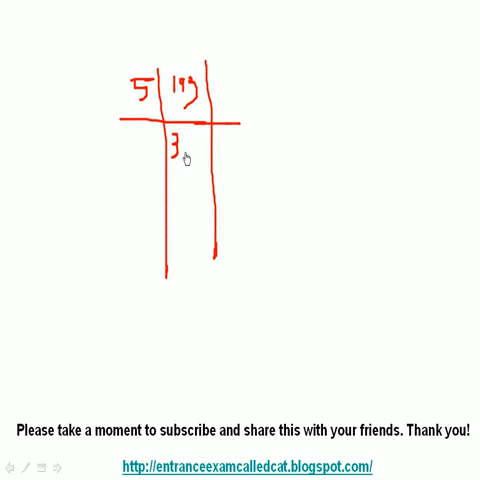 5 193
3
Please take a moment to subscribe and share this with your friends. Thank you!
http://entranceexamcalledcat.blogspot.com/